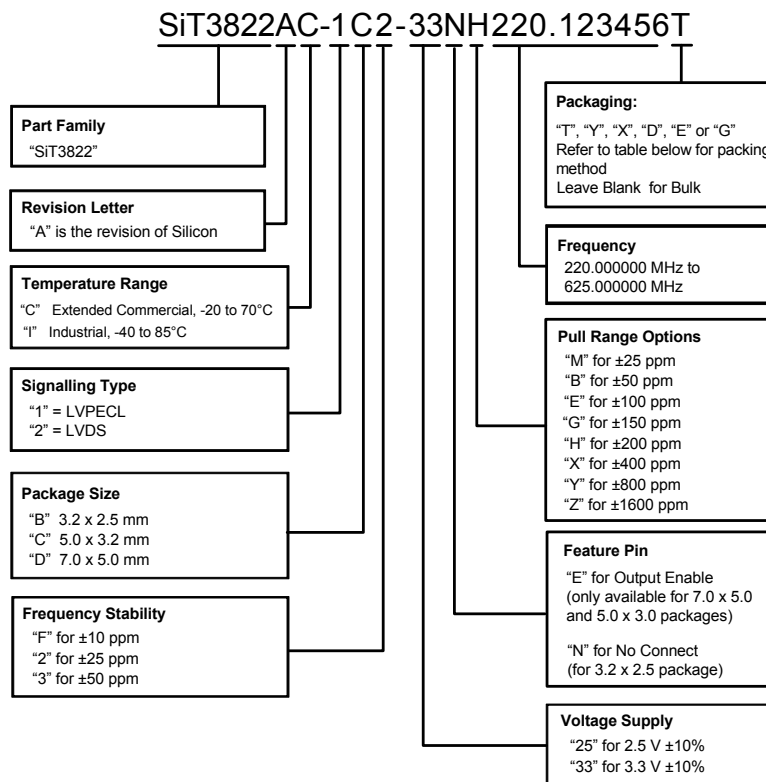 SiT3822AC-1C2-33NH220.123456T
Part Family
“SiT3822”
Revision Letter
“A” is the revision of Silicon
Temperature Range
“C” Extended Commercial, -20 to 70°C
“I” Industrial, -40 to 85°C
Signalling Type
“1” = LVPECL
“2” = LVDS
Package Size
“B” 3.2 x 2.5 mm
“C” 5.0 x 3.2 mm
“D” 7.0 x 5.0 mm
Frequency Stability
“F” for ±10 ppm
“2” for ±25 ppm
“3” for ±50 ppm
Packaging:
“T”, “Y”, “X”, “D”, “E” or “G”
Refer to table below for packing
method
Leave Blank for Bulk
Frequency
220.000000 MHz to
625.000000 MHz
Pull Range Options
“M” for ±25 ppm
“B” for ±50 ppm
“E” for ±100 ppm
“G” for ±150 ppm
“H” for ±200 ppm
“X” for ±400 ppm
“Y” for ±800 ppm
“Z” for ±1600 ppm
Feature Pin
“E” for Output Enable
(only available for 7.0 x 5.0
and 5.0 x 3.0 packages)
“N” for No Connect
(for 3.2 x 2.5 package)
Voltage Supply
“25” for 2.5 V ±10%
“33” for 3.3 V ±10%